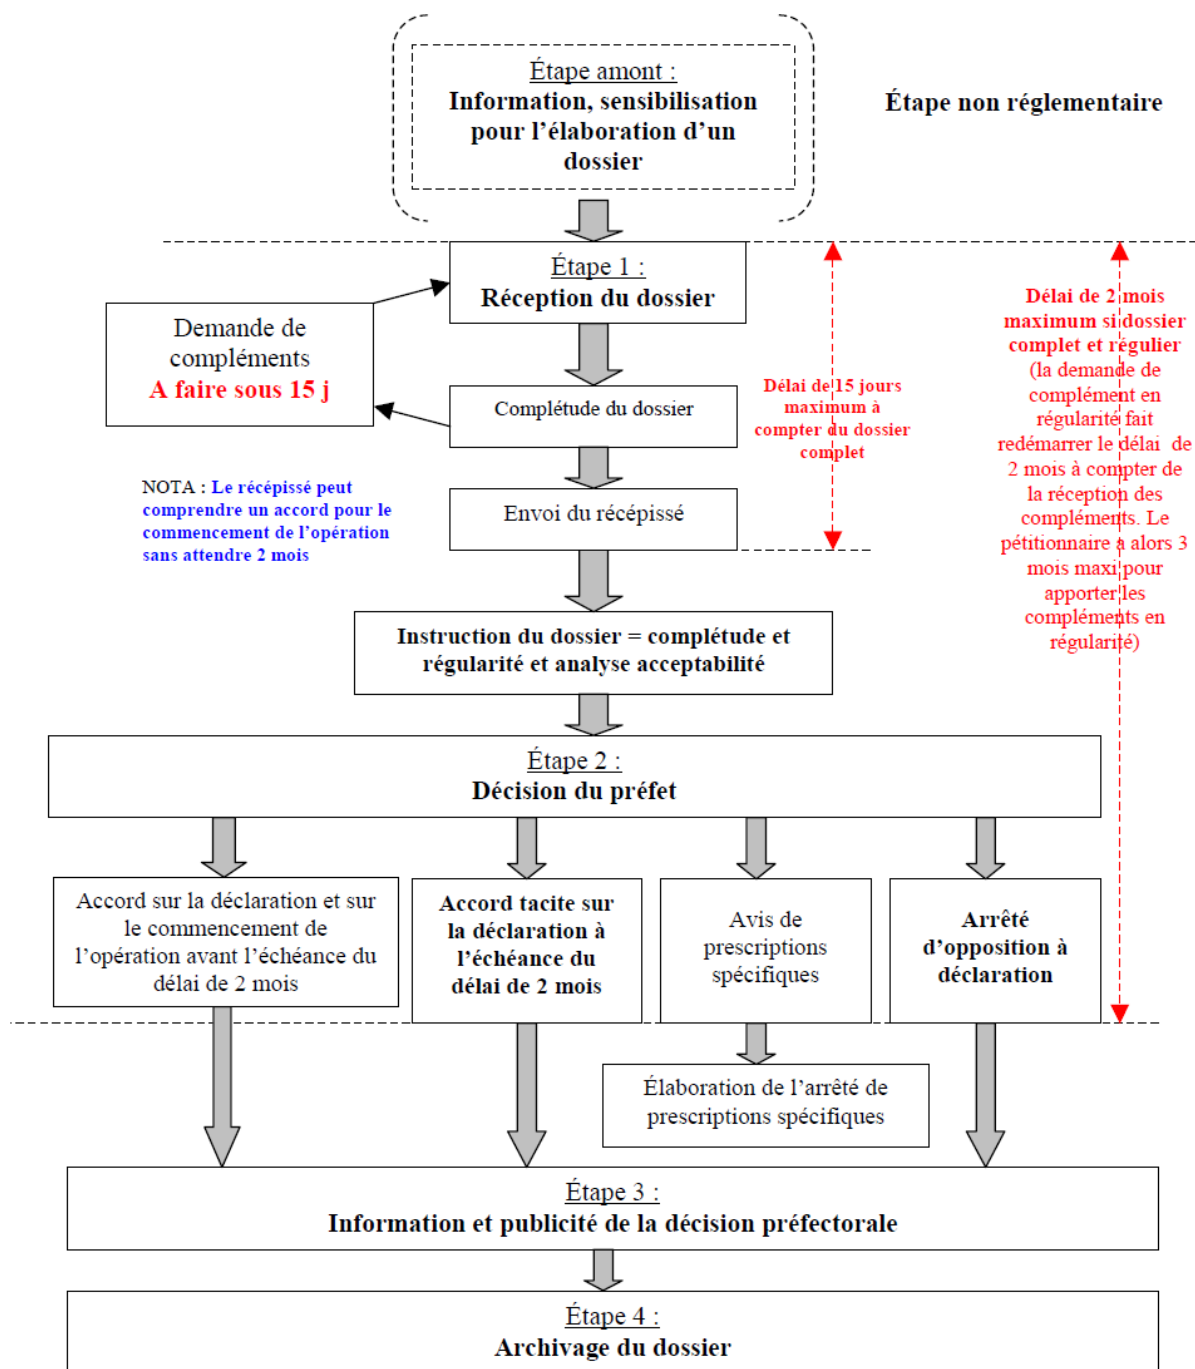 Étape amont :
Information, sensibilisation
pour l’élaboration d’un
dossier
Étape non réglementaire
Étape 1 :
Réception du dossier
Demande de
compléments
A faire sous 15 j
Complétude du dossier
Délai de 15 jours
maximum à
compter du dossier
complet
Délai de 2 mois
maximum si dossier
complet et régulier
(la demande de
complément en
régularité fait
redémarrer le délai de
2 mois à compter de
la réception des
compléments. Le
pétitionnaire a alors 3
mois maxi pour
apporter les
compléments en
régularité)
NOTA : Le récépissé peut
comprendre un accord pour le
commencement de l’opération
sans attendre 2 mois
Envoi du récépissé
Instruction du dossier = complétude et
régularité et analyse acceptabilité
Étape 2 :
Décision du préfet
Accord sur la déclaration et sur
le commencement de
l’opération avant l’échéance du
délai de 2 mois
Accord tacite sur
la déclaration à
l’échéance du
délai de 2 mois
Avis de
prescriptions
spécifiques
Arrêté
d’opposition à
déclaration
Élaboration de l’arrêté de
prescriptions spécifiques
Étape 3 :
Information et publicité de la décision préfectorale
Étape 4 :
Archivage du dossier